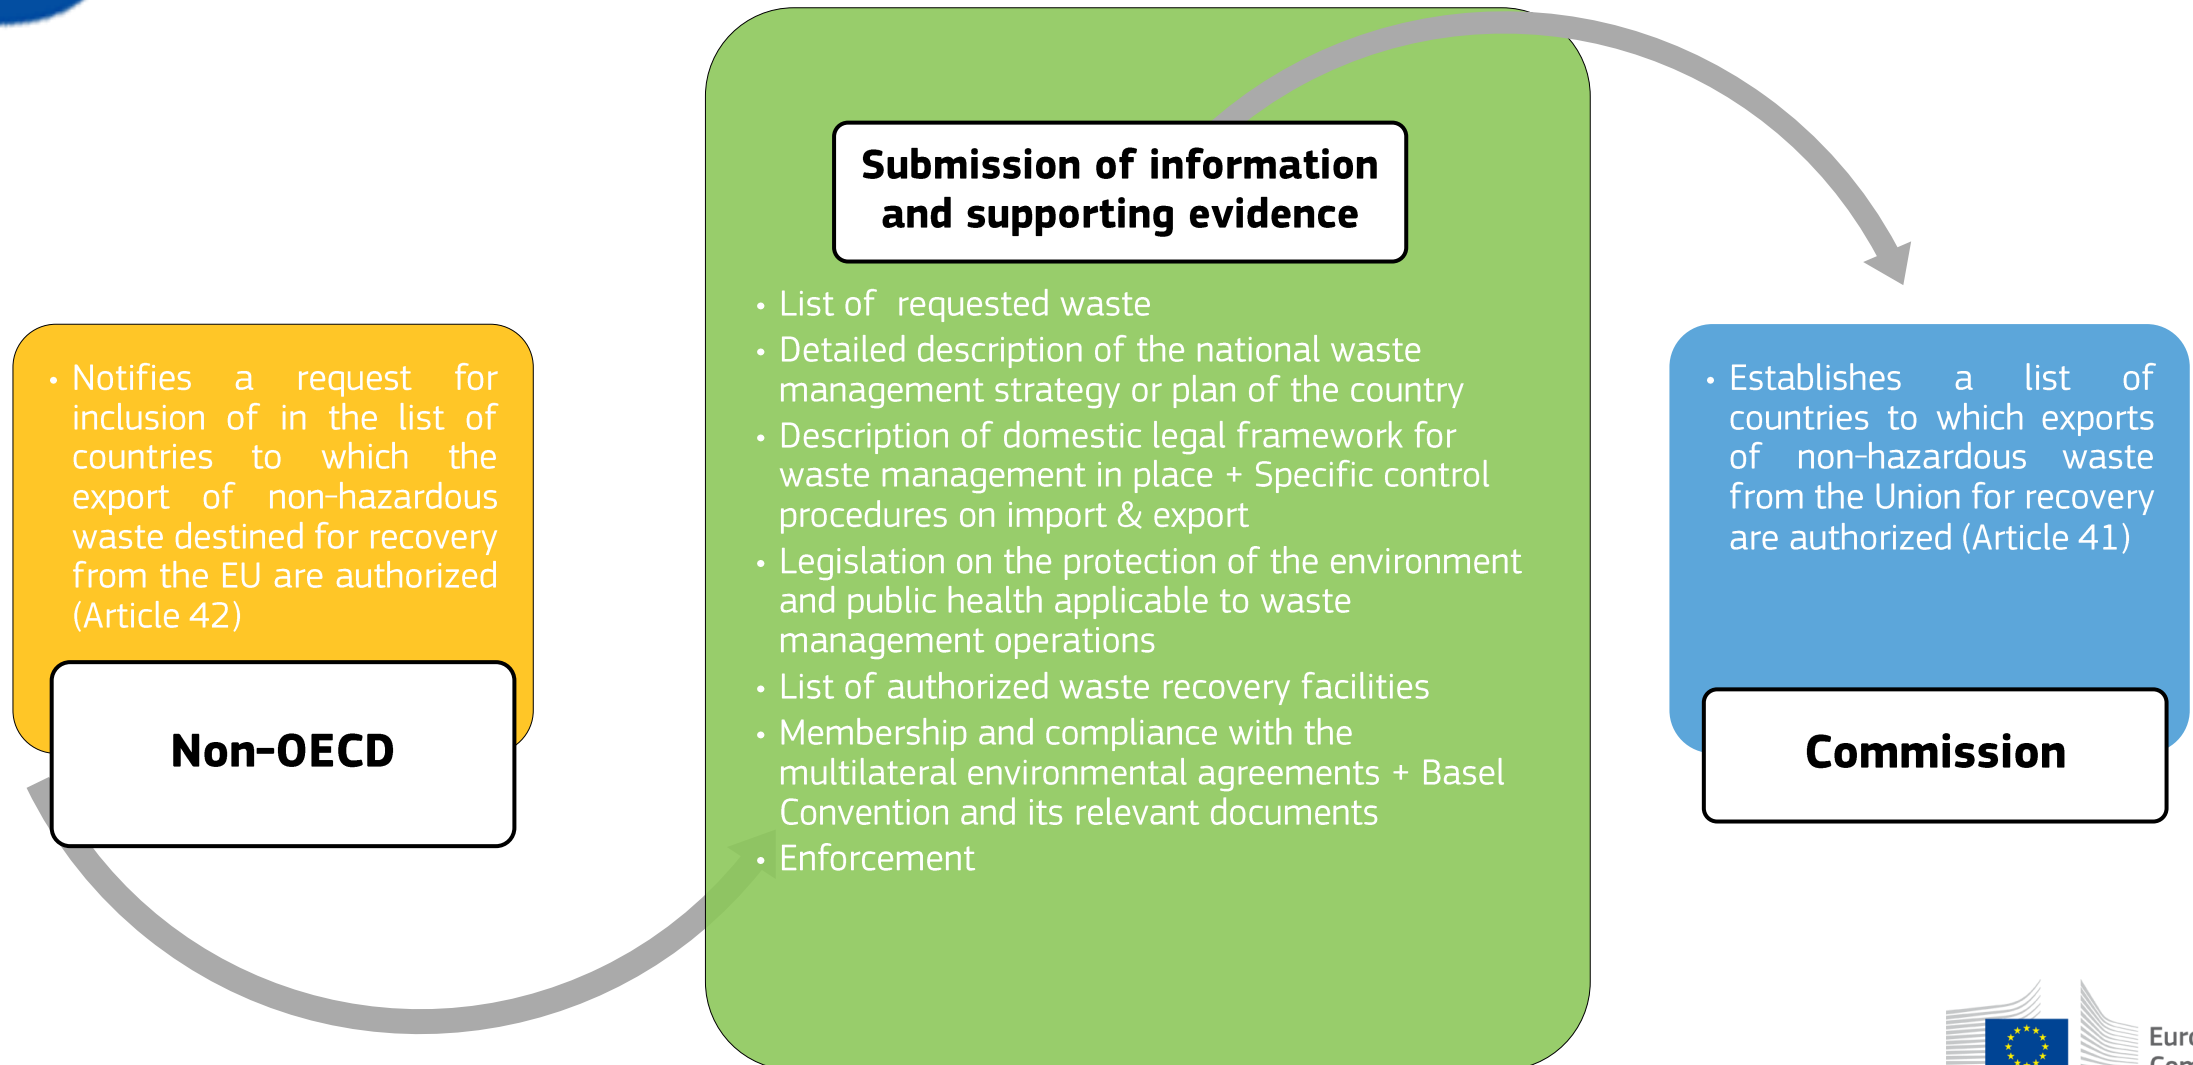 • Notifies a request for
inclusion of in the list of
countries to which the
export of non-hazardous
waste destined for recovery
from the EU are authorized
(Article 42)
Non-OECD
Submission of information
and supporting evidence
• List of requested waste
• Detailed description of the national waste
management strategy or plan of the country
• Description of domestic legal framework for
waste management in place + Specific control
procedures on import & export
• Legislation on the protection of the environment
and public health applicable to waste
management operations
• List of authorized waste recovery facilities
• Membership and compliance with the
multilateral environmental agreements + Basel
Convention and its relevant documents
• Enforcement
• Establishes a list of
countries to which exports
of non-hazardous waste
from the Union for recovery
are authorized (Article 41)
Commission